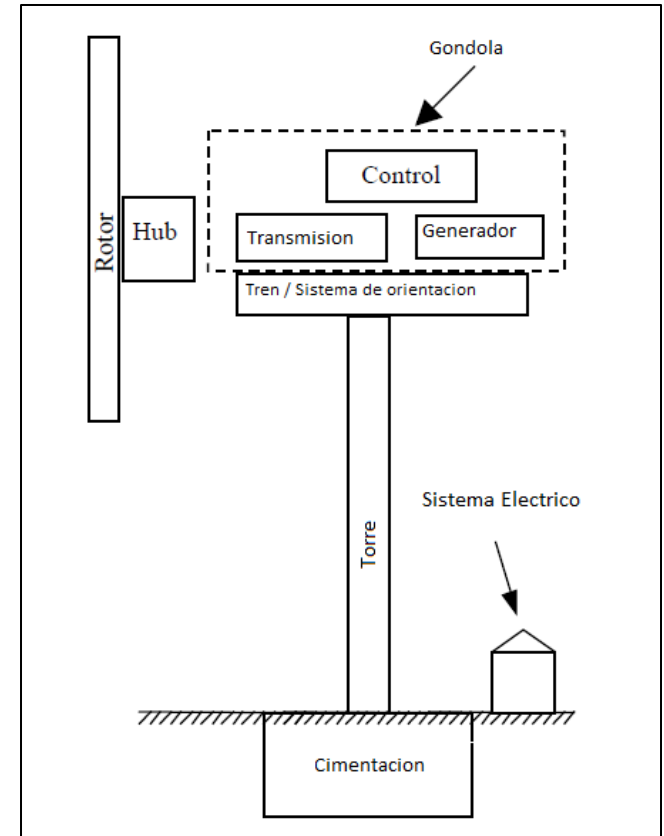 Gondola
Control
Rotor
Hub
Transmision
Generador
Tren / Sistema de orientacion
Sistema Electrico
Torre
Cimentacion